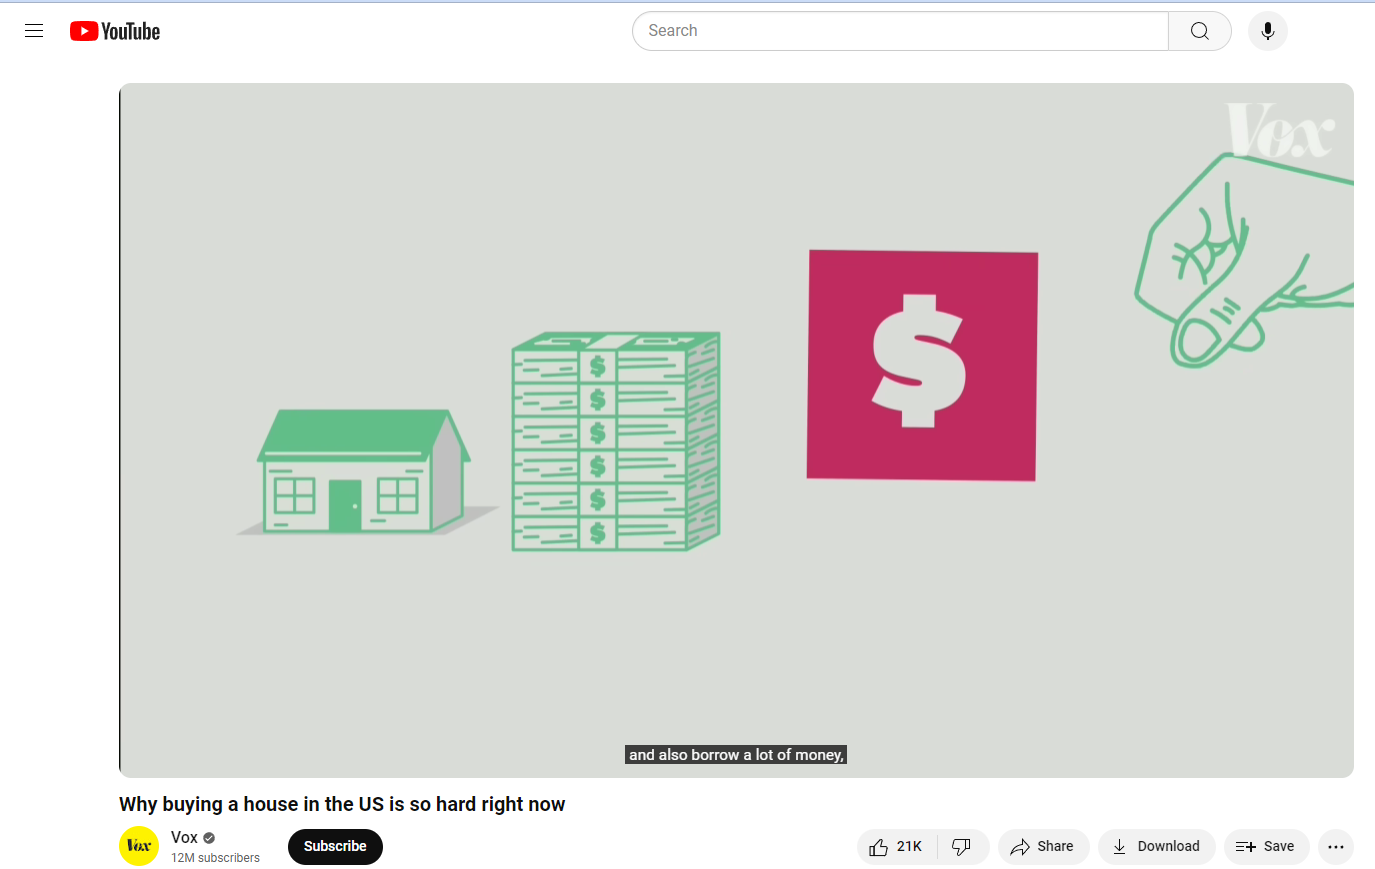 YouTube
Search
Vox
$
$
$
$
$
$
$
and also borrow a lot of money,
Why buying a house in the US is so hard right now
Vox
Vox
12M subscribers
Subscribe
21K
Share
Download
Save